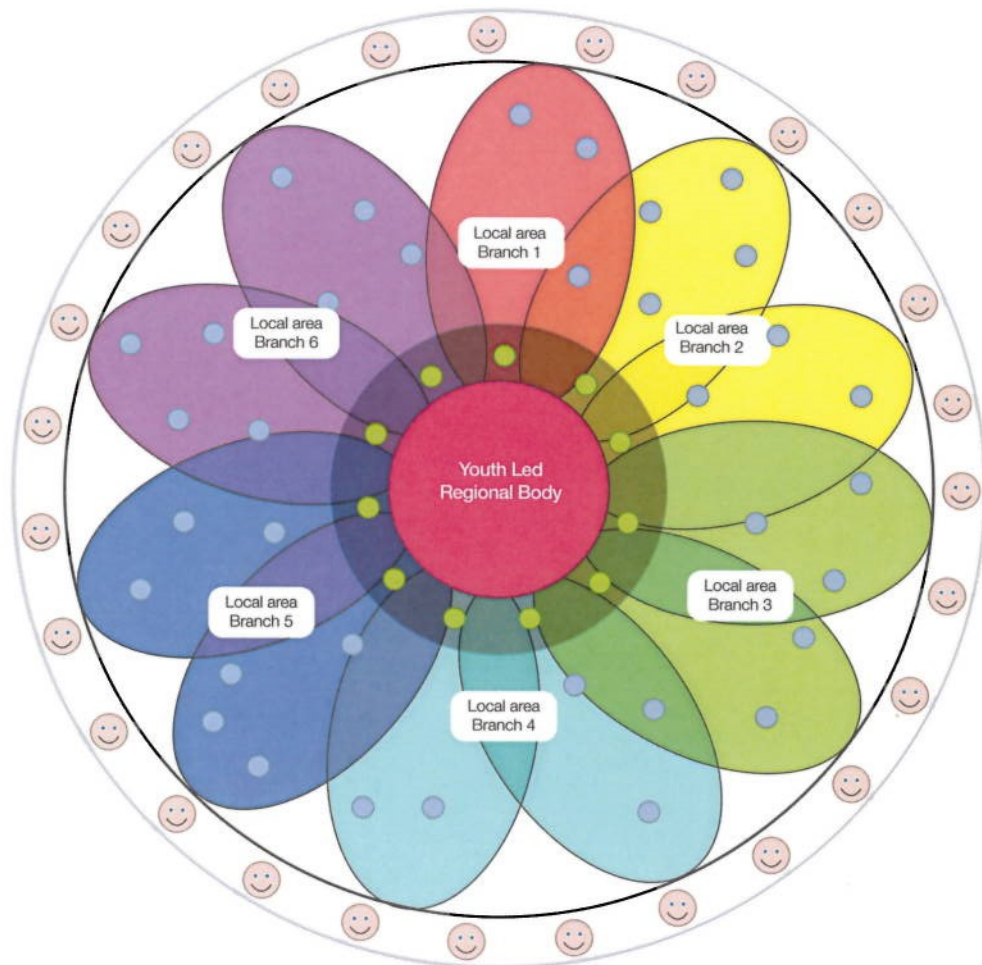 Local area
Branch 1
Local area
Branch 2
Local area
Branch 6
Youth Led
Regional Body
Local area
Branch 3
Local area
Branch 5
Local area
Branch 4